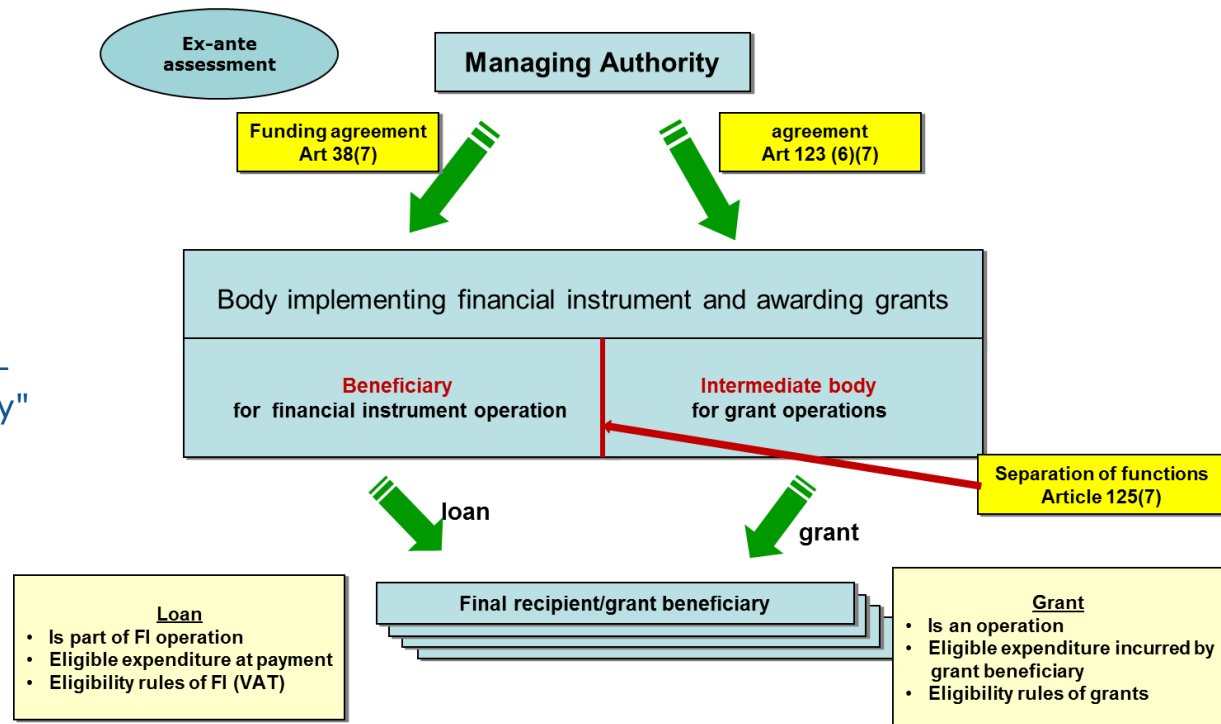 Ex-ante
assessment
Managing Authority
Funding agreement
Art 38(7)
agreement
Art 123 (6)(7)
Body implementing financial instrument and awarding grants
y"
Beneficiary
for financial instrument operation
Intermediate body
for grant operations
Separation of functions
Article 125(7)
loan
grant
Final recipient/grant beneficiary
Loan
• Is part of FI operation
• Eligible expenditure at payment
• Eligibility rules of FI (VAT)
Grant
• Is an operation
• Eligible expenditure incurred by
grant beneficiary
• Eligibility rules of grants